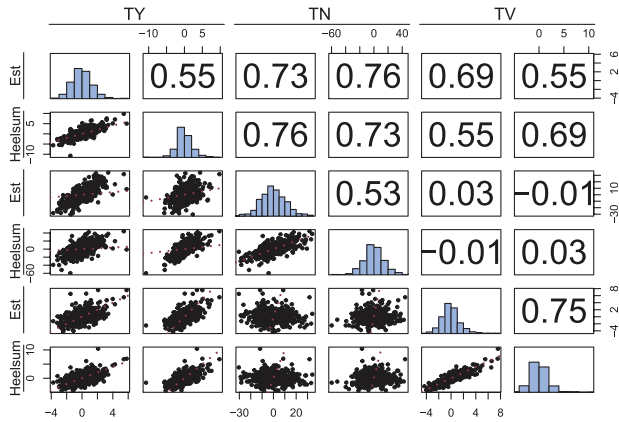 TY TN TV
−10 0 5 −60 0 40 0 5 10
Est 0.55 0.73 0.76 0.69 0.55 −4 2 6
Heelsum −10 5 0.76 0.73 0.55 0.69
Est 0.53 0.03 −0.01 −30 10
Heelsum −60 0 −0.01 0.03
Est 0.75 −4 2 8
Heelsum 0 10
−4 0 4 −30 0 20 −4 0 4 8